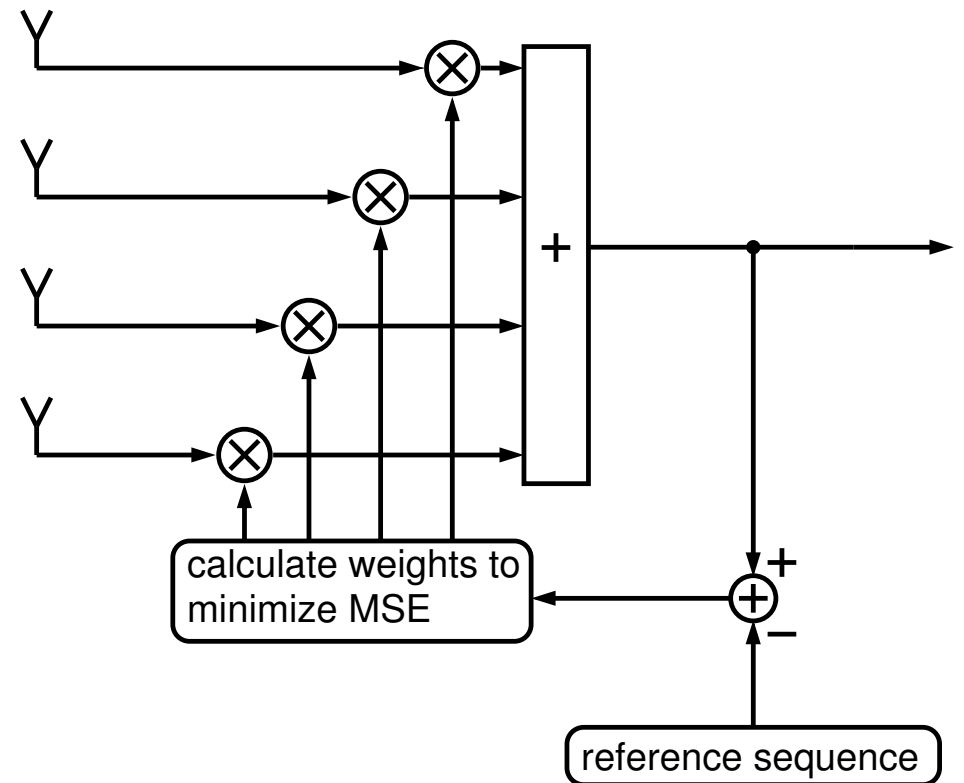 +
calculate weights to
minimize MSE
+
+
−
reference sequence